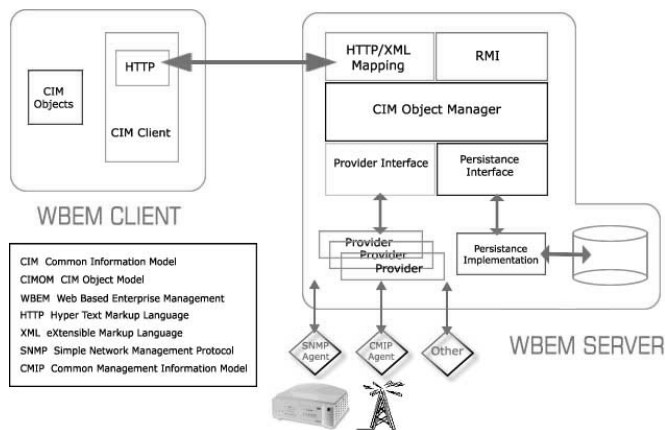 HTTP
CIM
Objects
CIM Client
WBEM CLIENT
HTTP/XML
Mapping
RMI
CIM Object Manager
Provider Interface
Persistance
Interface
Provider
Provider
Provider
Persistance
Implementation
SNMP
Agent
CMIP
Agent
Other
WBEM SERVER
CIM Common Information Model
CIMOM CIM Object Model
WBEM Web Based Enterprise Management
HTTP Hyper Text Markup Language
XML eXtensible Markup Language
SNMP Simple Network Management Protocol
CMIP Common Management Information Model